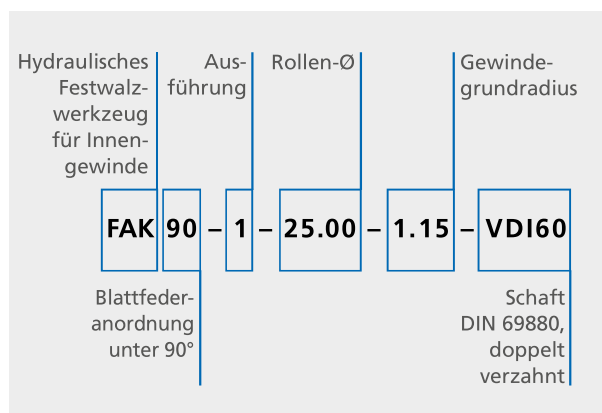 Hydraulisches
Festwalz-
werkzeug
für Innen-
gewinde
Aus-
führung
Rollen-Ø
Gewinde-
grundradius
FAK 90 – 1 – 25.00 – 1.15 – VDI60
Blattfeder-
anordnung
unter 90°
Schaft
DIN 69880,
doppelt
verzahnt